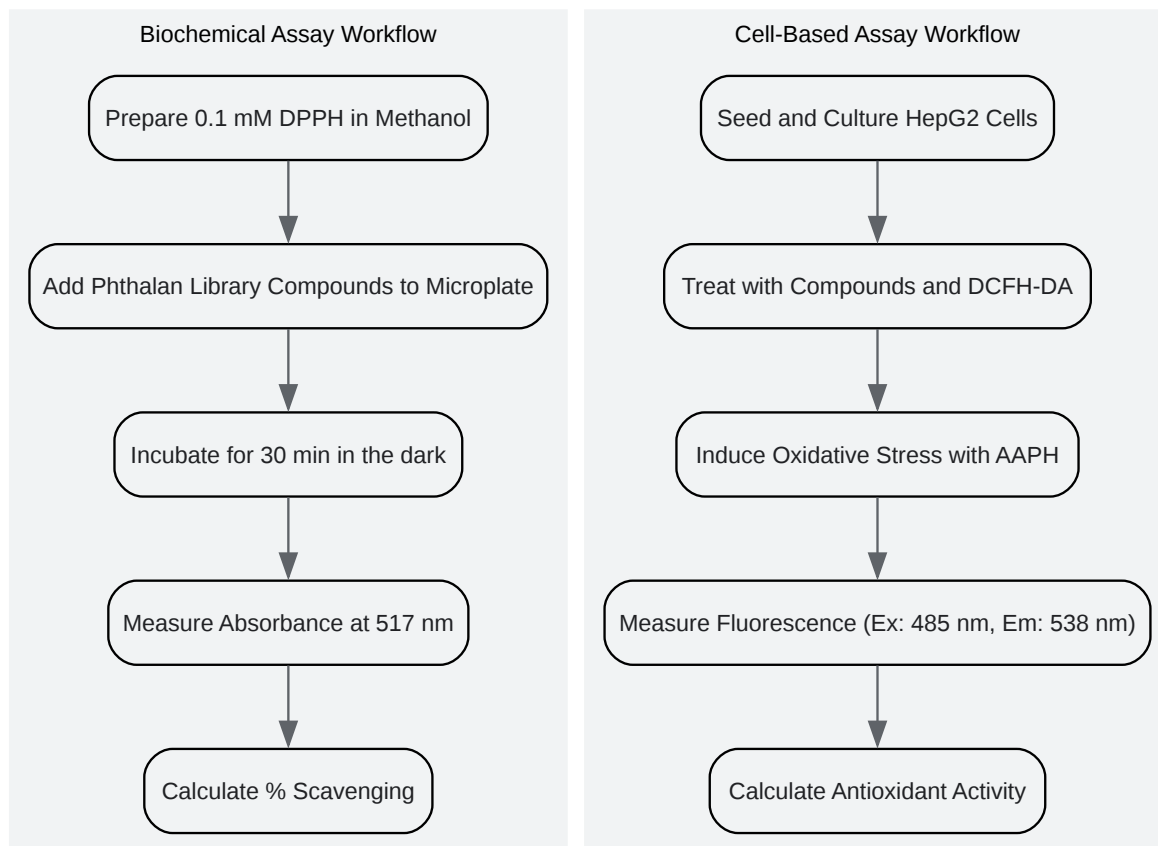 Biochemical Assay Workflow
Prepare 0.1 mM DPPH in Methanol
Add Phthalan Library Compounds to Microplate
Incubate for 30 min in the dark
Measure Absorbance at 517 nm
Calculate % Scavenging
Cell-Based Assay Workflow
Seed and Culture HepG2 Cells
Treat with Compounds and DCFH-DA
Induce Oxidative Stress with AAPH
Measure Fluorescence (Ex: 485 nm, Em: 538 nm)
Calculate Antioxidant Activity